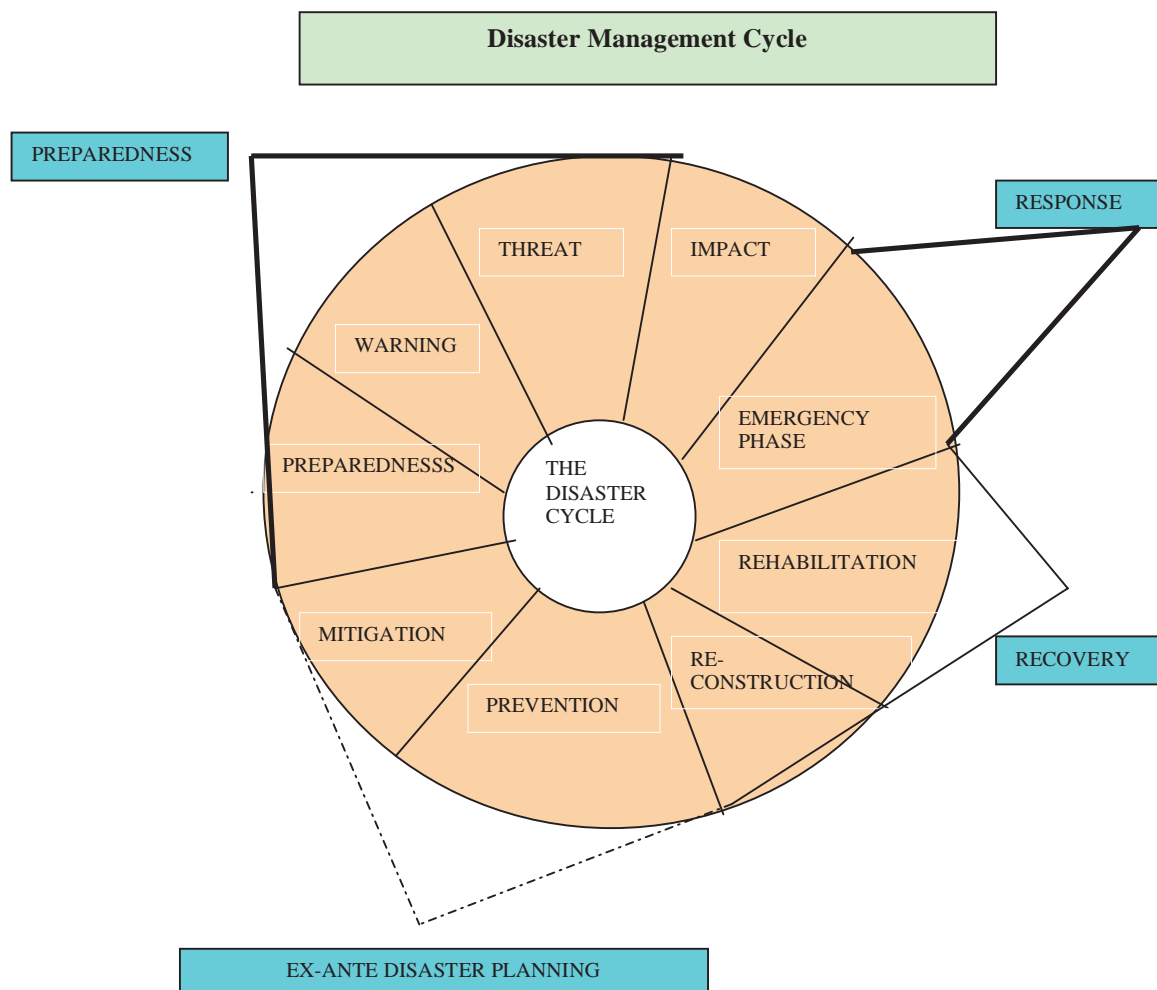 Disaster Management Cycle
PREPAREDNESS
RESPONSE
THREAT
IMPACT
WARNING
EMERGENCY
PHASE
PREPAREDNESSS
THE
DISASTER
CYCLE
REHABILITATION
MITIGATION
RE-
CONSTRUCTION
RECOVERY
PREVENTION
EX-ANTE DISASTER PLANNING